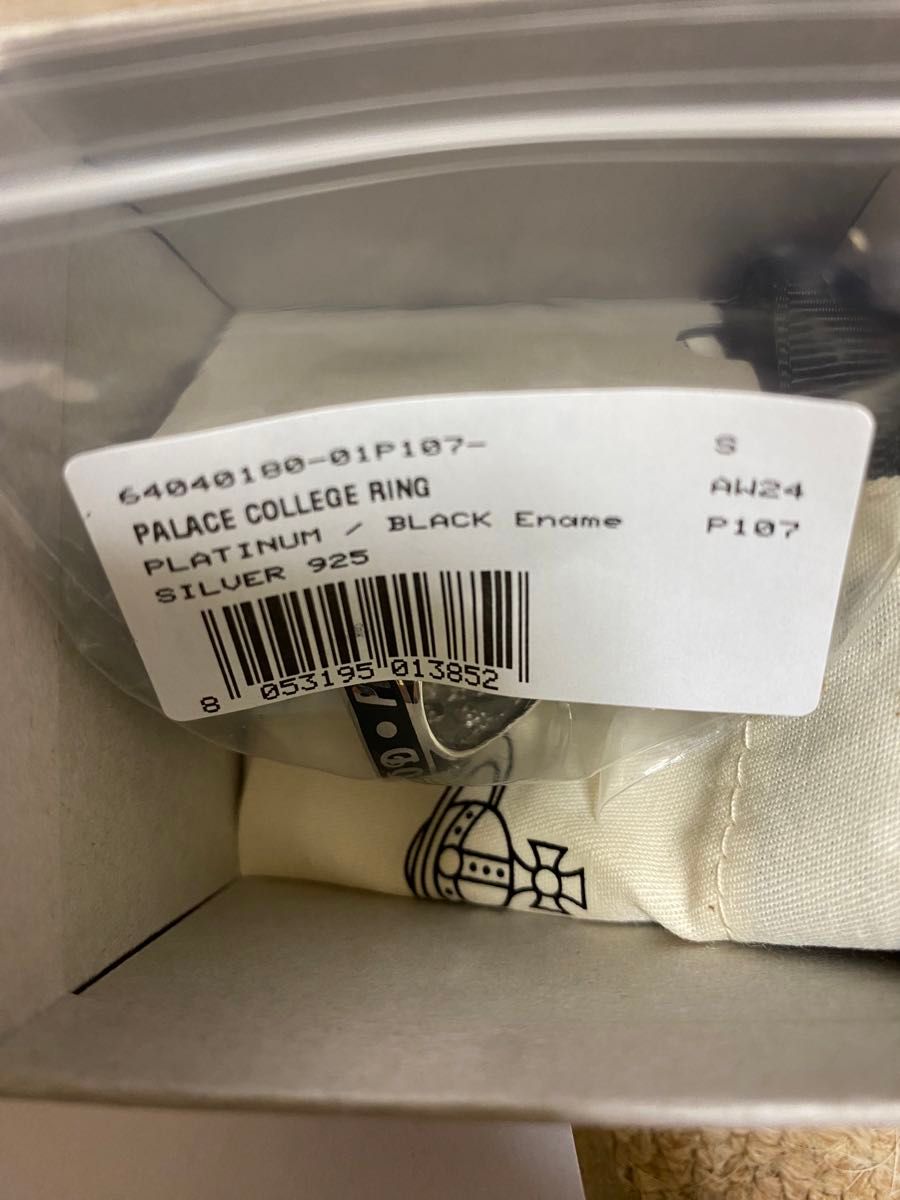 64040180-01P107- S
PALACE COLLEGE RING AW24
PLATINUM / BLACK Ename P107
SILVER 925
8 053195 013852